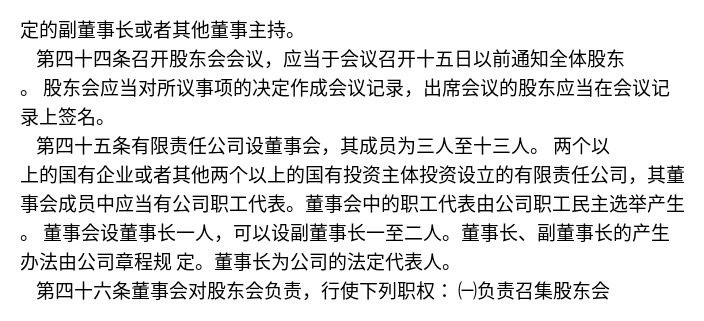 定的副董事长或者其他董事主持。
第四十四条召开股东会会议，应当于会议召开十五日以前通知全体股东
。 股东会应当对所议事项的决定作成会议记录，出席会议的股东应当在会议记
录上签名。
第四十五条有限责任公司设董事会，其成员为三人至十三人。 两个以
上的国有企业或者其他两个以上的国有投资主体投资设立的有限责任公司，其董
事会成员中应当有公司职工代表。董事会中的职工代表由公司职工民主选举产生
。 董事会设董事长一人，可以设副董事长一至二人。董事长、副董事长的产生
办法由公司章程规 定。董事长为公司的法定代表人。
第四十六条董事会对股东会负责，行使下列职权：㈠负责召集股东会